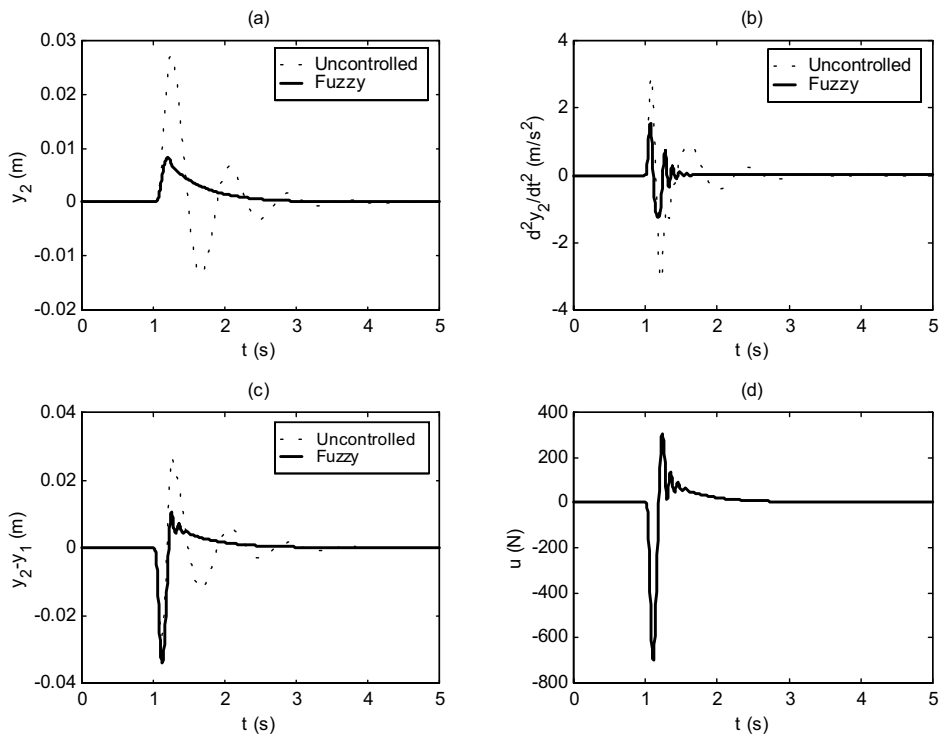 (a)
0.03
0.02
0.01
0
-0.01
-0.02
y2 (m)
Uncontrolled
Fuzzy
0 1 2 3 4 5
t (s)
(b)
4
2
0
-2
-4
d²y2/dt² (m/s²)
Uncontrolled
Fuzzy
0 1 2 3 4 5
t (s)
(c)
0.04
0.02
0
-0.02
-0.04
y2-y1 (m)
Uncontrolled
Fuzzy
0 1 2 3 4 5
t (s)
(d)
400
200
0
-200
-400
-600
-800
u (N)
0 1 2 3 4 5
t (s)